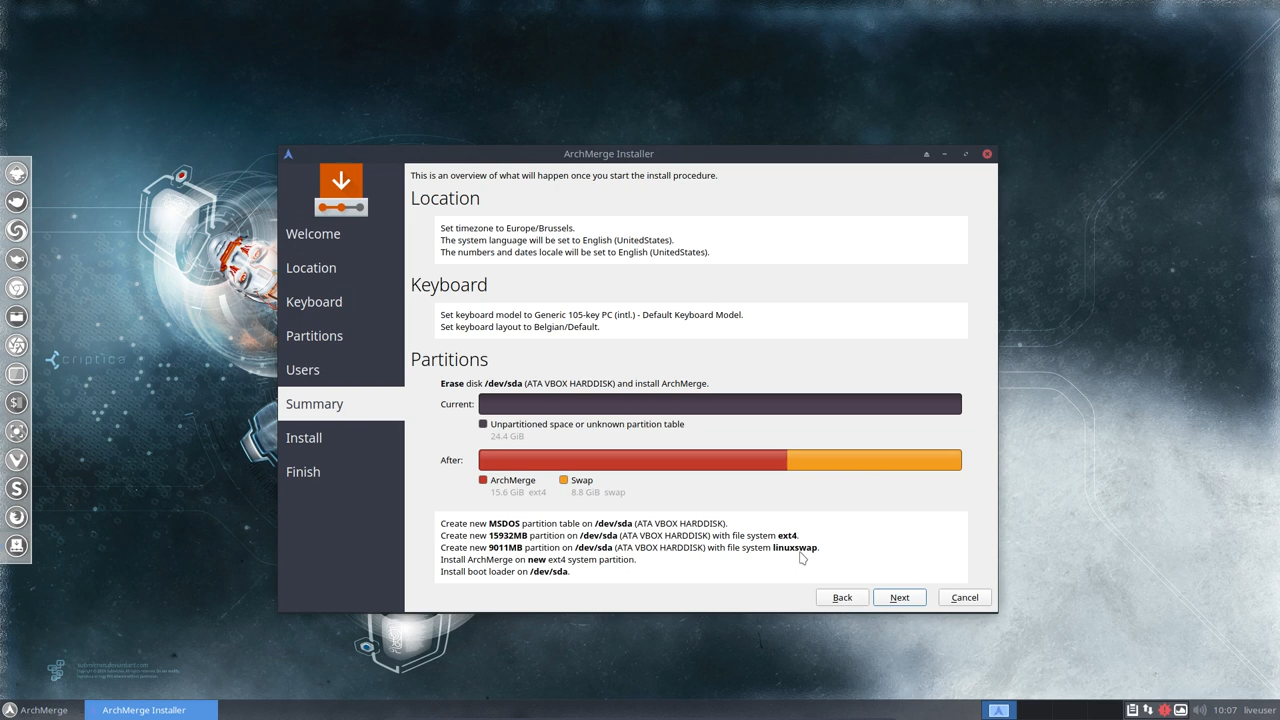 ArchMerge Installer
This is an overview of what will happen once you start the install procedure.
Welcome
Location
Keyboard
Partitions
Users
Summary
Install
Finish
Location
Set timezone to Europe/Brussels.
The system language will be set to English (UnitedStates).
The numbers and dates locale will be set to English (UnitedStates).
Keyboard
Set keyboard model to Generic 105-key PC (intl.) - Default Keyboard Model.
Set keyboard layout to Belgian/Default.
Partitions
Erase disk /dev/sda (ATA VBOX HARDDISK) and install ArchMerge.
Current:
Unpartitioned space or unknown partition table
24.4 GiB
After:
ArchMerge Swap
15.6 GiB ext4 8.8 GiB swap
Create new MSDOS partition table on /dev/sda (ATA VBOX HARDDISK).
Create new 15932MB partition on /dev/sda (ATA VBOX HARDDISK) with file system ext4.
Create new 9011MB partition on /dev/sda (ATA VBOX HARDDISK) with file system linuxswap.
Install ArchMerge on new ext4 system partition.
Install boot loader on /dev/sda.
Back Next Cancel
criptica
ArchMerge ArchMerge Installer 10:07 liveuser